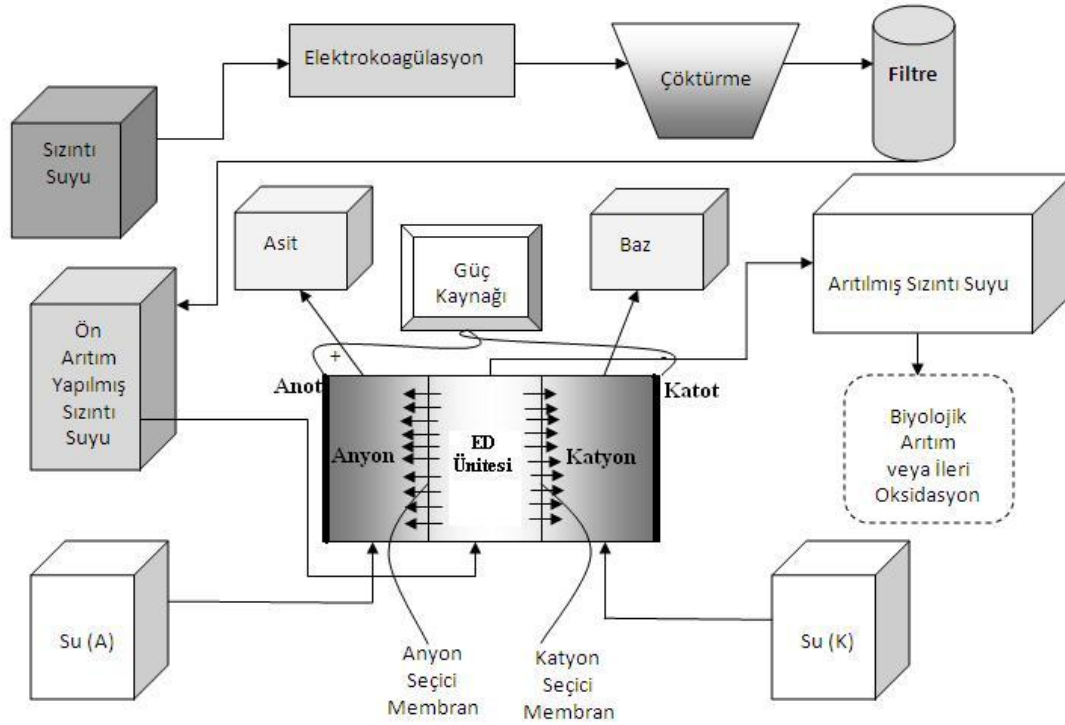 Elektrokoagülasyon
Çöktürme
Filtre
Sızıntı
Suyu
Asit
Güç
Kaynağı
Baz
Arıtılmış Sızıntı Suyu
Ön
Arıtım
Yapılmış
Sızıntı
Suyu
+
-
Anot
Katot
Anyon
ED
Ünitesi
Katyon
Biyolojik
Arıtım
veya İleri
Oksidasyon
Su (A)
Su (K)
Anyon
Seçici
Membran
Katyon
Seçici
Membran